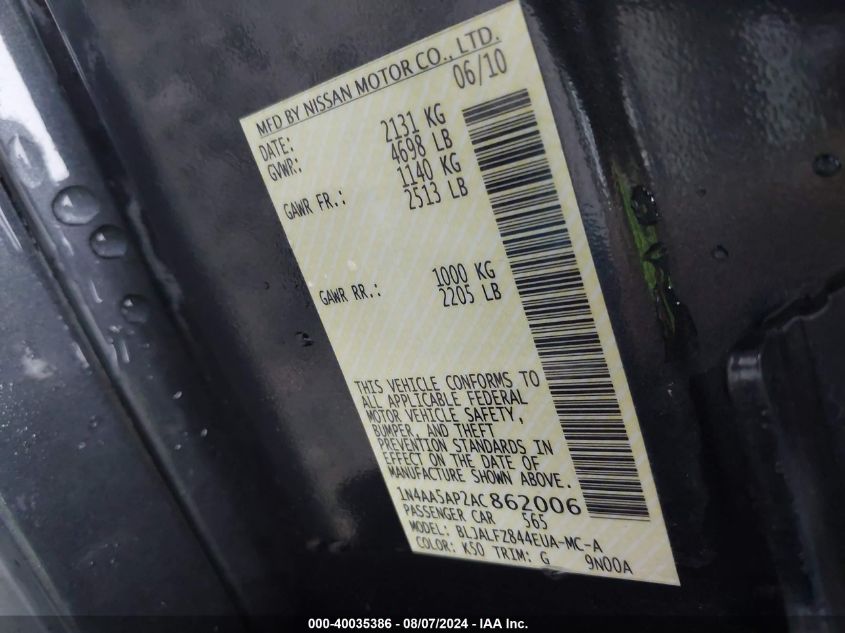 MFD BY NISSAN MOTOR CO., LTD.
DATE: 06/10
GVWR: 2131 KG
4698 LB
GAWR FR.: 1140 KG
2513 LB
GAWR RR.: 1000 KG
2205 LB
THIS VEHICLE CONFORMS TO
ALL APPLICABLE FEDERAL
MOTOR VEHICLE SAFETY,
BUMPER, AND THEFT
PREVENTION STANDARDS IN
EFFECT ON THE DATE OF
MANUFACTURE SHOWN ABOVE.
1N4AA5AP2AC862006
PASSENGER CAR 565
MODEL: BLJALFZ844EUA-MC-A
COLOR: K50 TRIM: G 9N00A
000-40035386 - 08/07/2024 - IAA Inc.